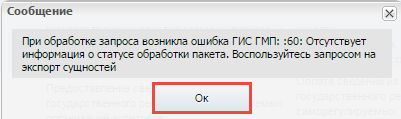 Сообщение
При обработке запроса возникла ошибка ГИС ГМП: :60: Отсутствует
информация о статусе обработки пакета. Воспользуйтесь запросом на
экспорт сущностей
Ок